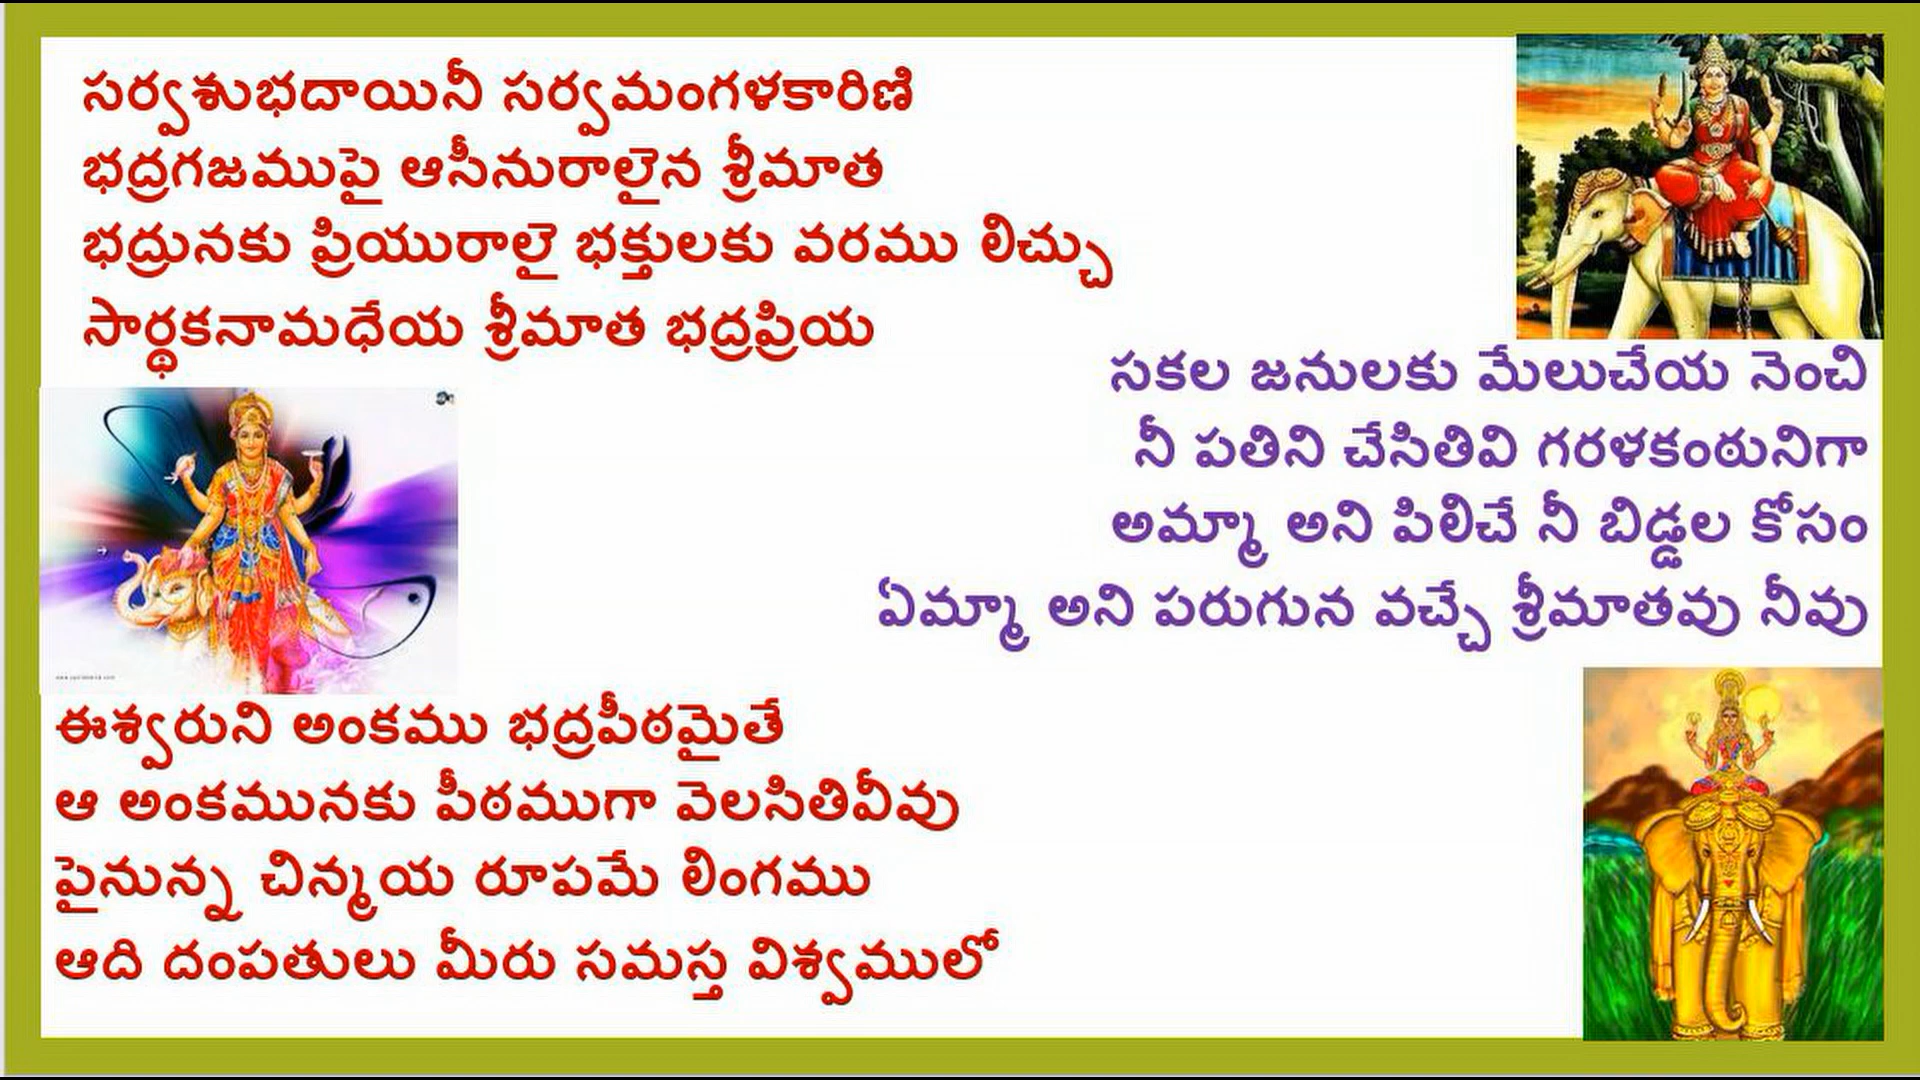 సర్వశుభదాయినీ సర్వమంగళకారిణి
భద్రగజముపై ఆసీనురాలైన శ్రీమాత
భద్రునకు ప్రియురాలై భక్తులకు వరము లిచ్చు
సార్థకనామధేయ శ్రీమాత భద్రప్రియ
సకల జనులకు మేలుచేయ నెంచి
నీ పతిని చేసితివి గరళకంఠునిగా
అమ్మా అని పిలిచే నీ బిడ్డల కోసం
ఏమ్మా అని పరుగున వచ్చే శ్రీమాతవు నీవు
ఈశ్వరుని అంకము భద్రపీఠమైతే
ఆ అంకమునకు పీఠముగా వెలసితివీవు
పైనున్న చిన్మయ రూపమే లింగము
ఆది దంపతులు మీరు సమస్త విశ్వములో